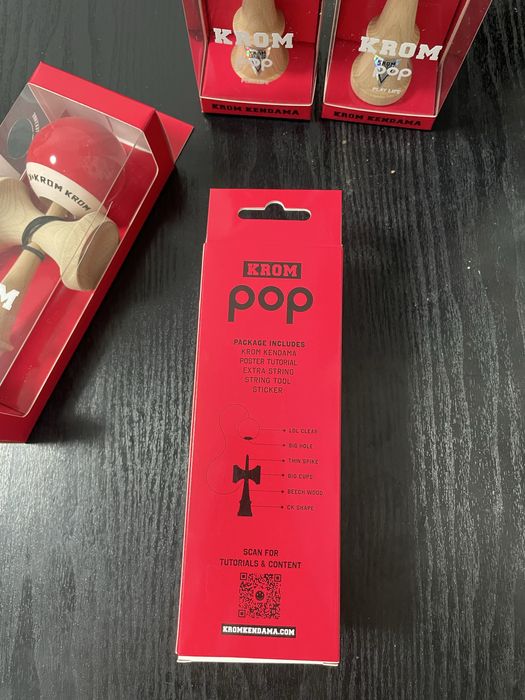 KROM
pop
KROM KENDAMA
KROM
pop
PLAY LIFE
KROM KENDAMA
KROM KROM
KROM
pop
PACKAGE INCLUDES
KROM KENDAMA
POSTER TUTORIAL
EXTRA STRING
STRING TOOL
STICKER
LOL CLEAR
BIG HOLE
THIN SPIKE
BIG CUPS
BEECH WOOD
CK SHAPE
SCAN FOR
TUTORIALS & CONTENT
KROMKENDAMA.COM